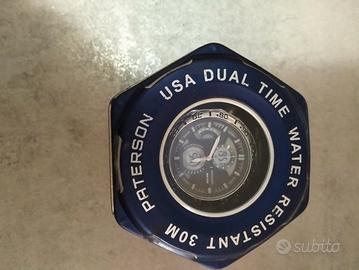 PATERSON
USA DUAL TIME
WATER RESISTANT 30M
subito